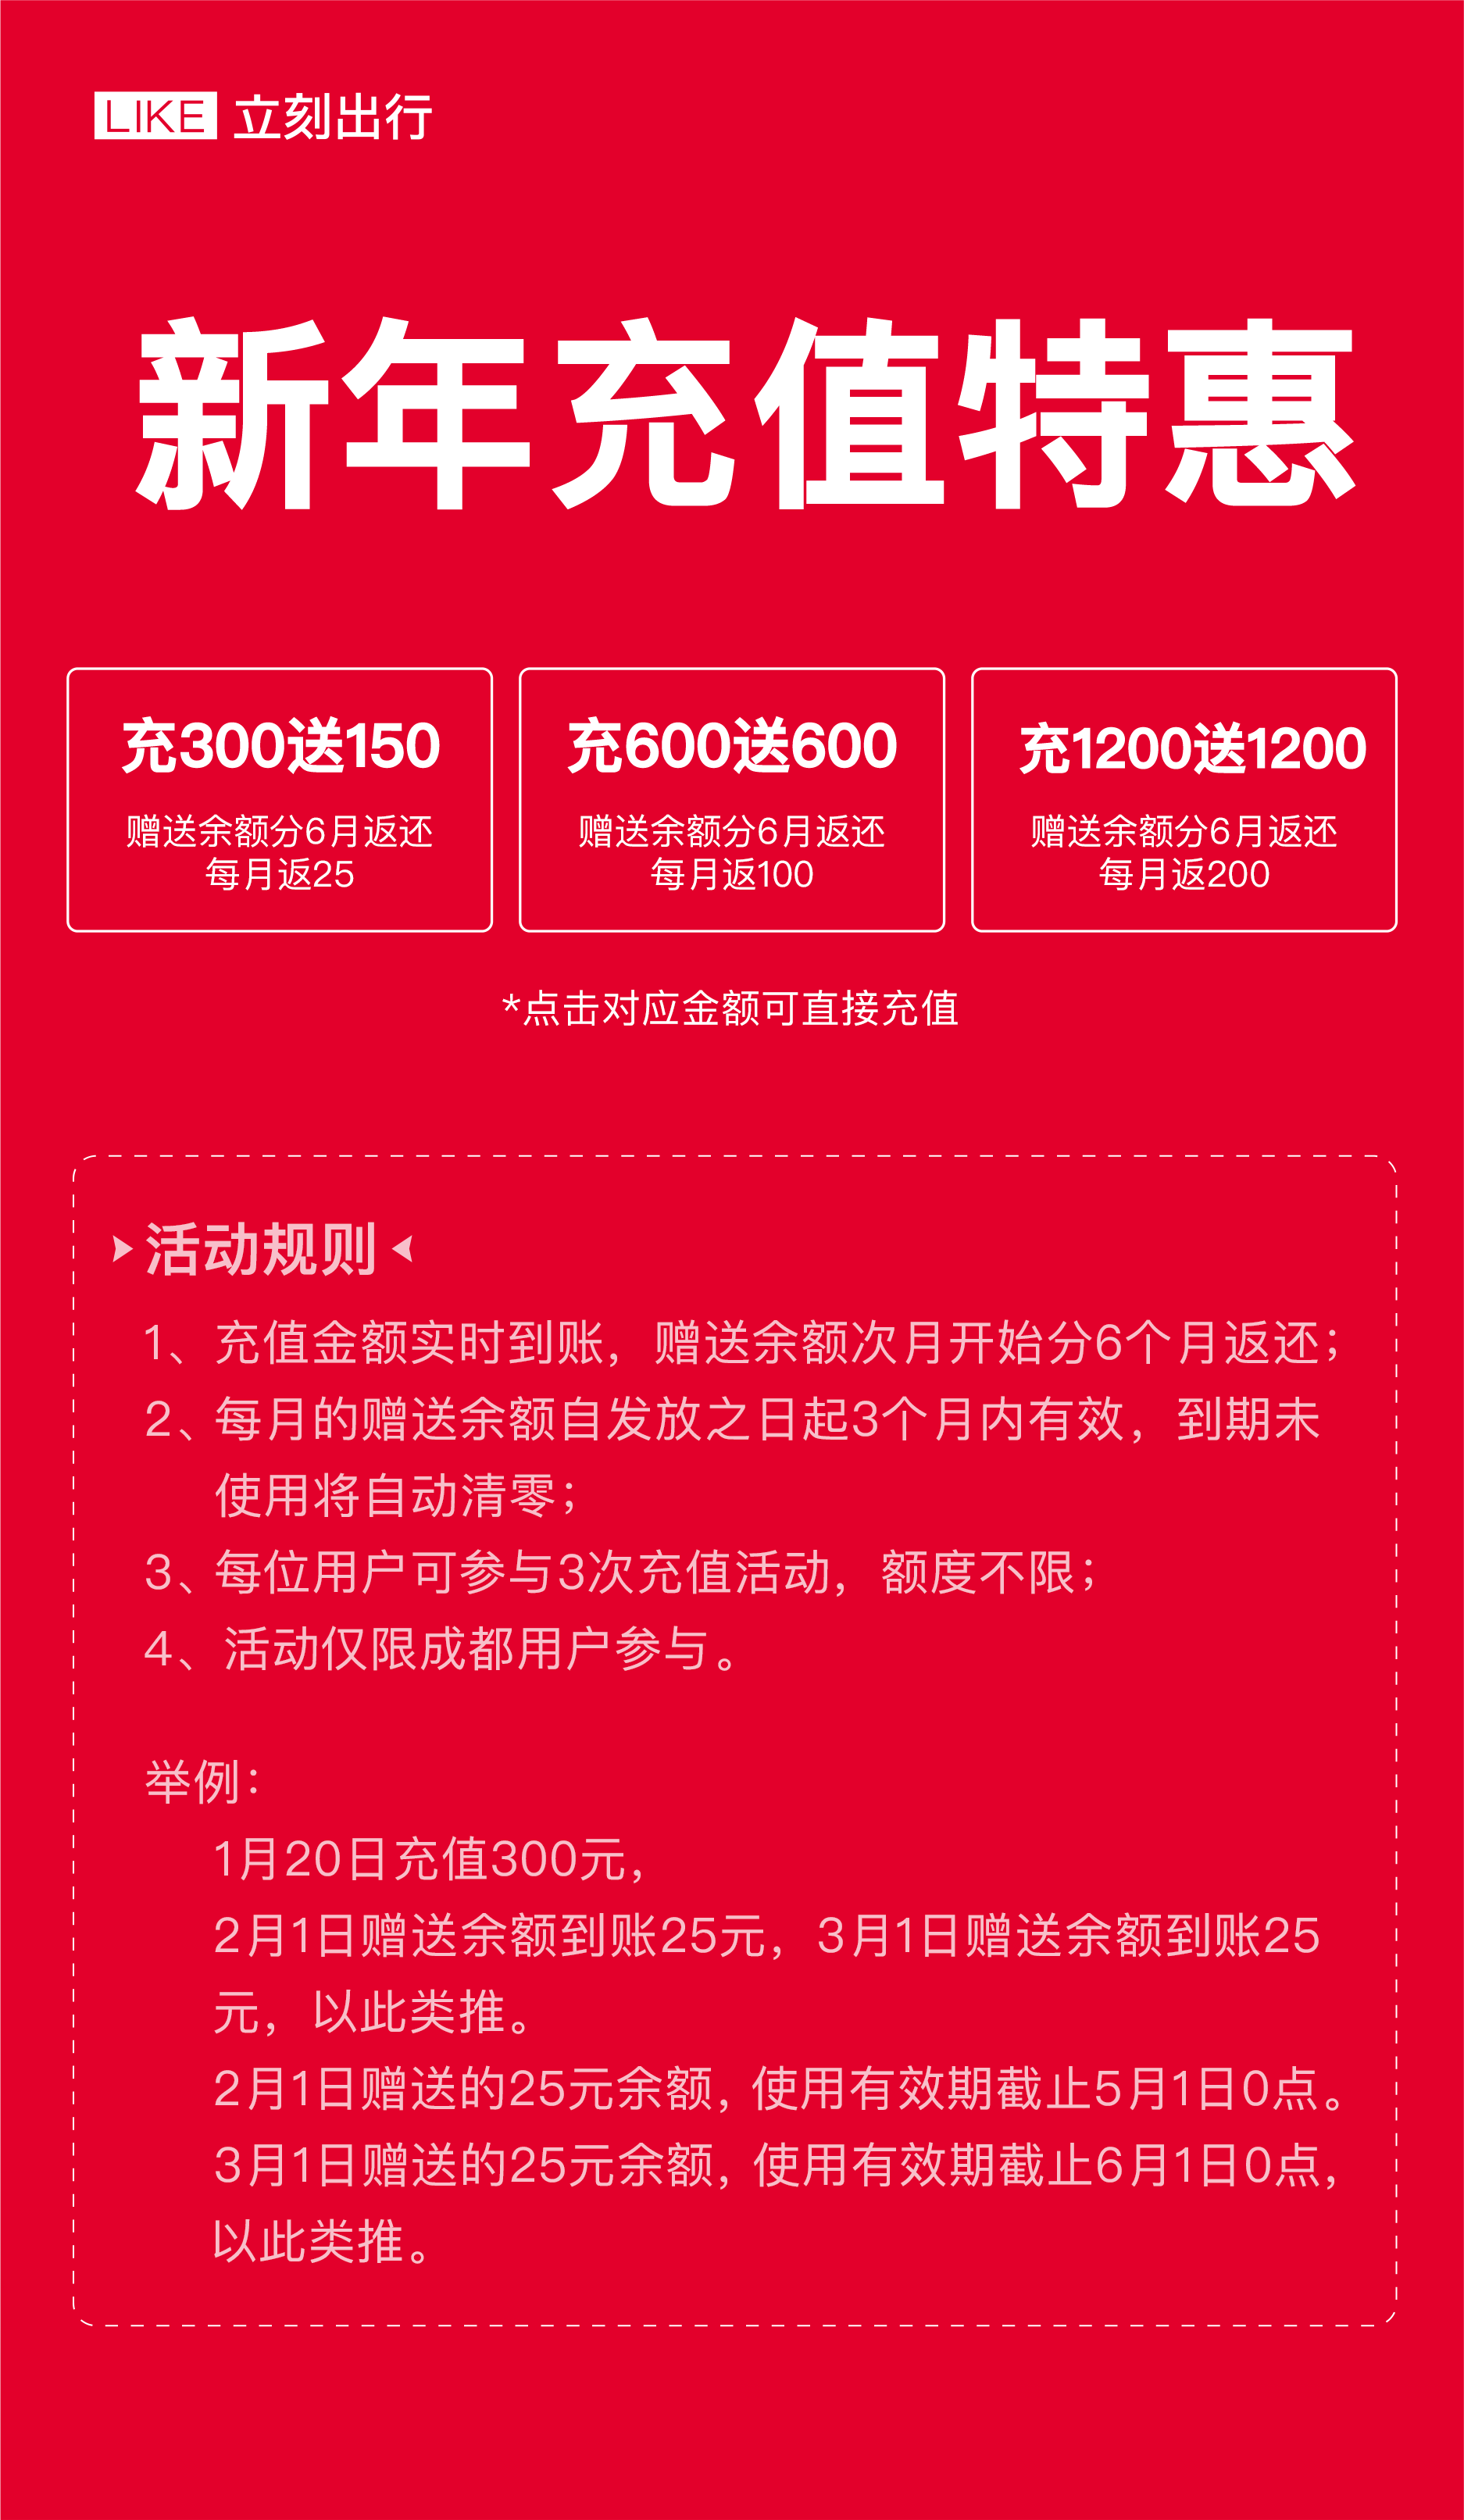 LIKE 立刻出行
新年充值特惠
充300送150
赠送余额分6月返还
每月返25
充600送600
赠送余额分6月返还
每月返100
充1200送1200
赠送余额分6月返还
每月返200
*点击对应金额可直接充值
活动规则
1、充值金额实时到账，赠送余额次月开始分6个月返还；
2、每月的赠送余额自发放之日起3个月内有效，到期未
使用将自动清零；
3、每位用户可参与3次充值活动，额度不限；
4、活动仅限成都用户参与。
举例：
1月20日充值300元，
2月1日赠送余额到账25元，3月1日赠送余额到账25
元，以此类推。
2月1日赠送的25元余额，使用有效期截止5月1日0点。
3月1日赠送的25元余额，使用有效期截止6月1日0点，
以此类推。